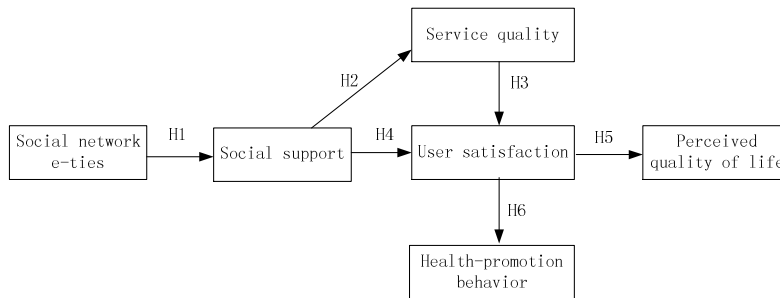 Service quality
H2
H3
Social network
e-ties
H1
Social support
H4
User satisfaction
H5
Perceived
quality of life
H6
Health-promotion
behavior